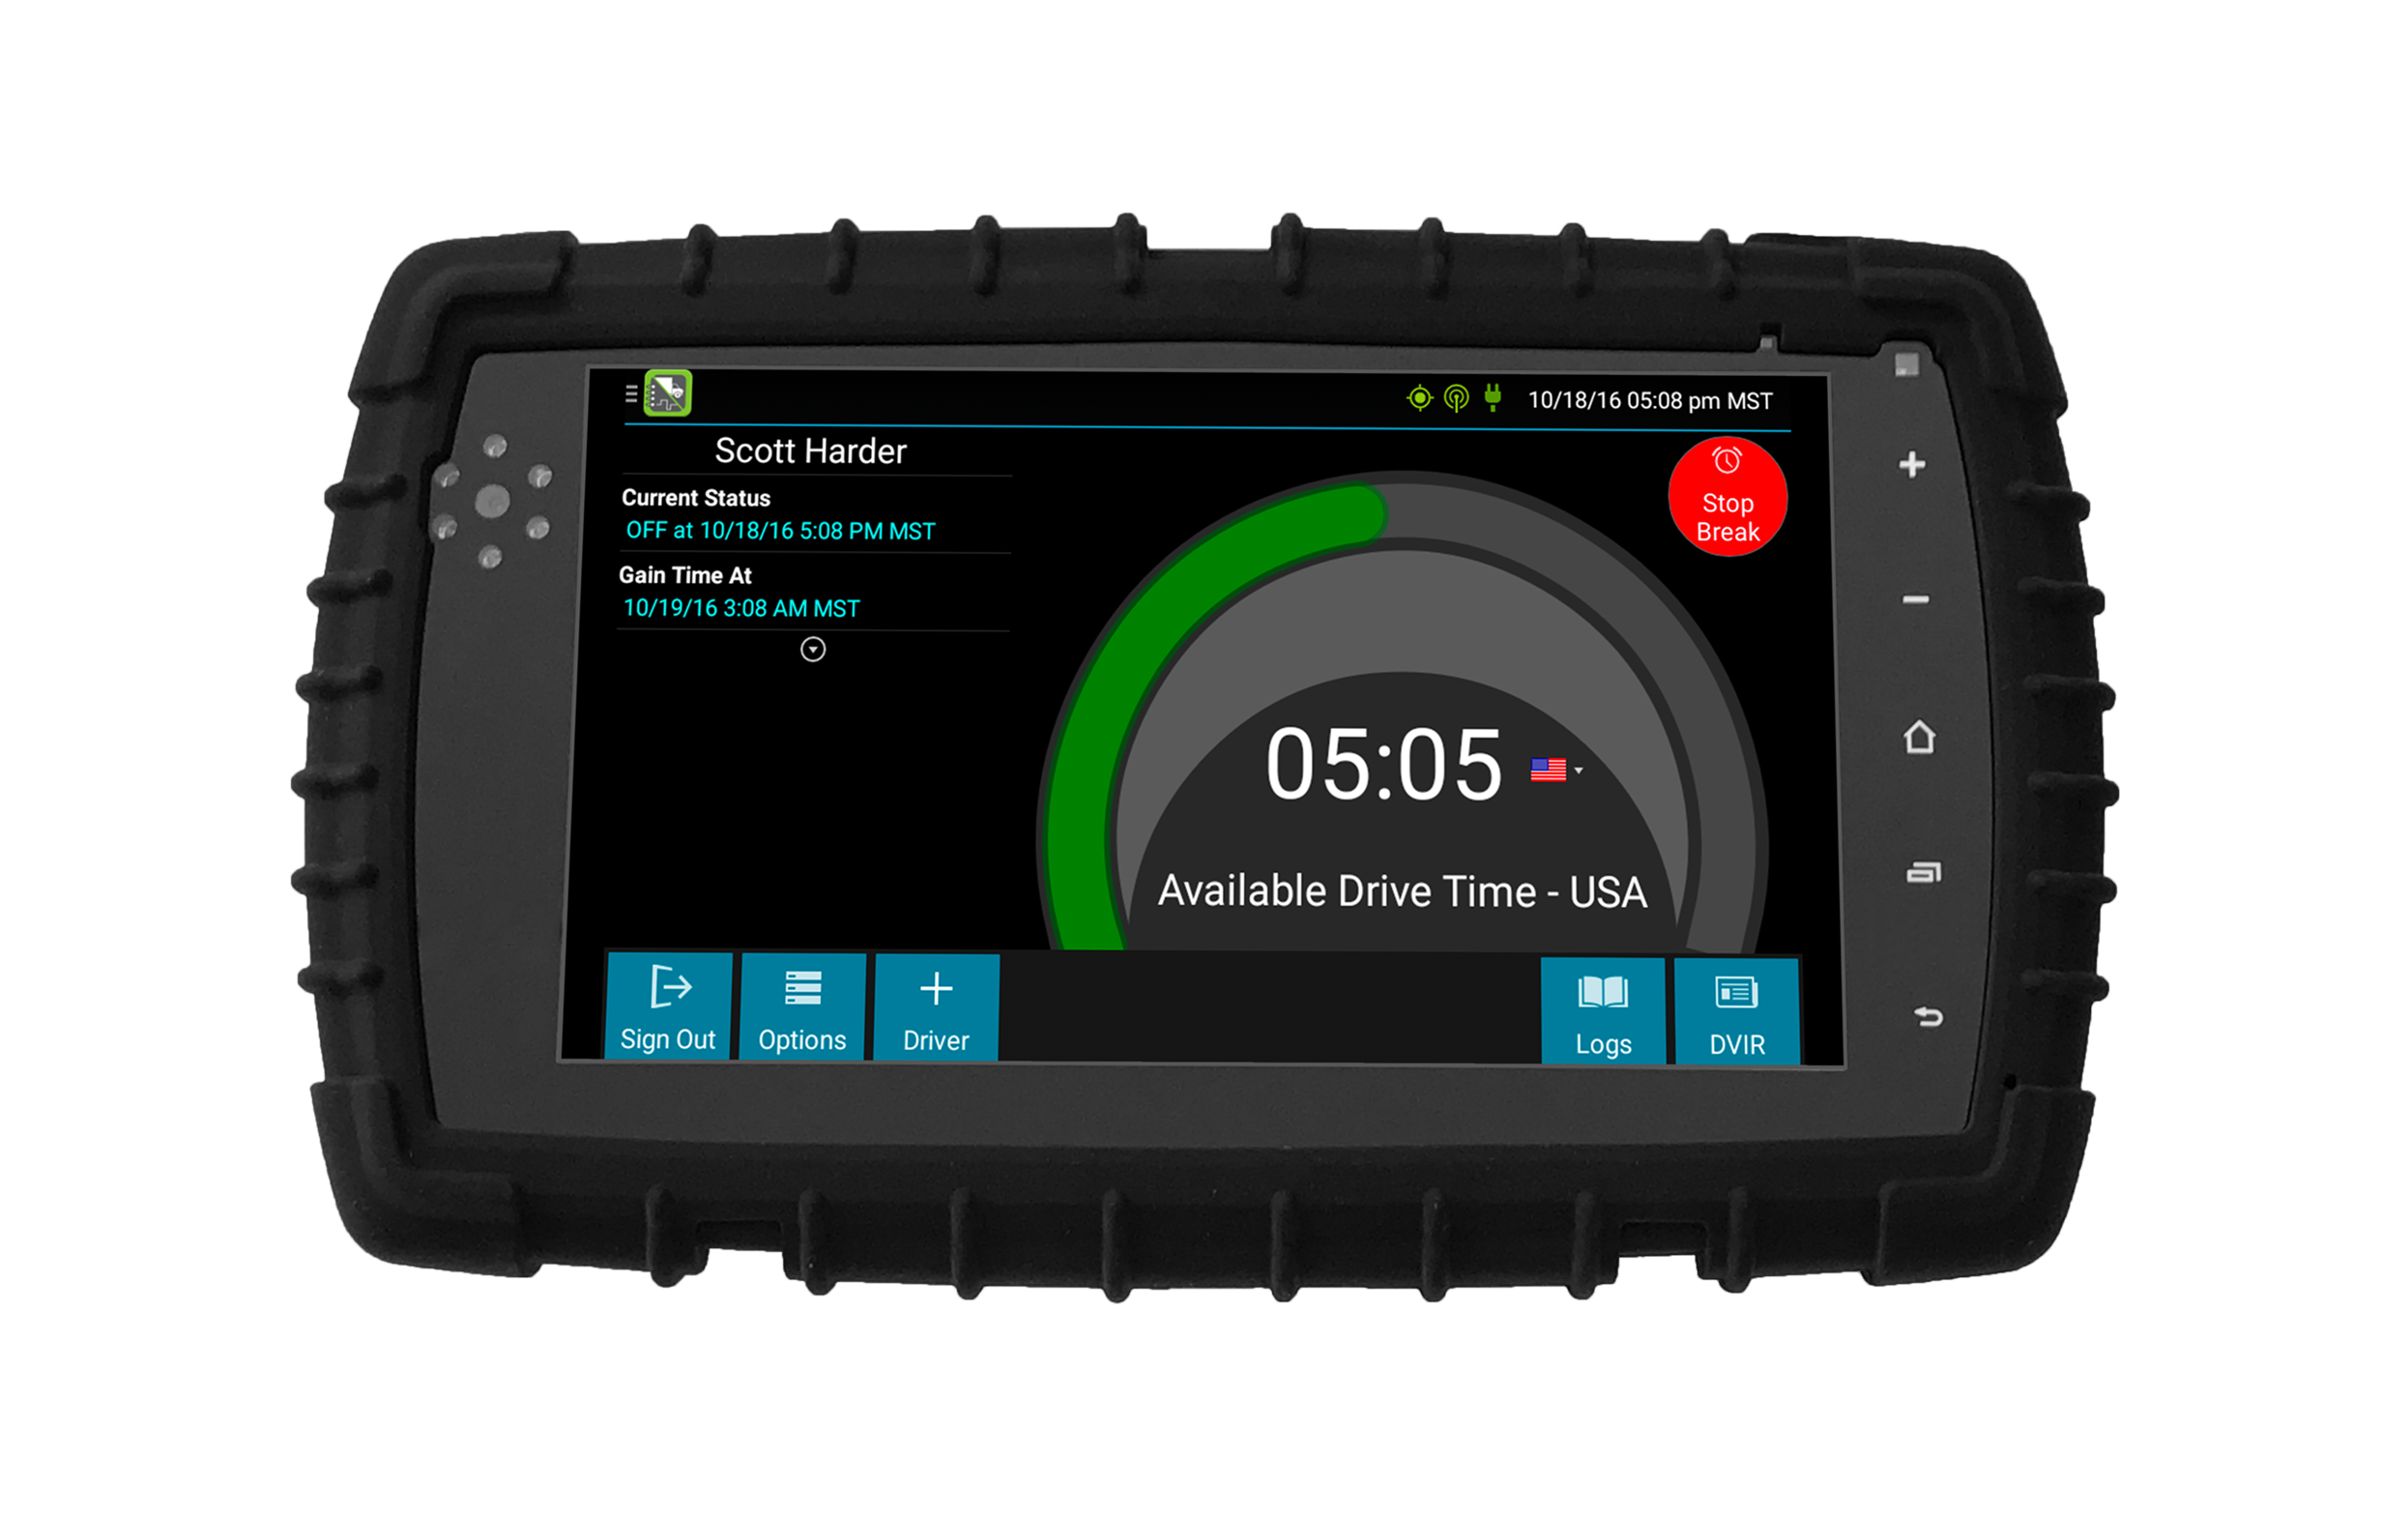 10/18/16 05:08 pm MST
Scott Harder
Current Status
OFF at 10/18/16 5:08 PM MST
Gain Time At
10/19/16 3:08 AM MST
Stop
Break
05:05
Available Drive Time - USA
Sign Out
Options
Driver
Logs
DVIR